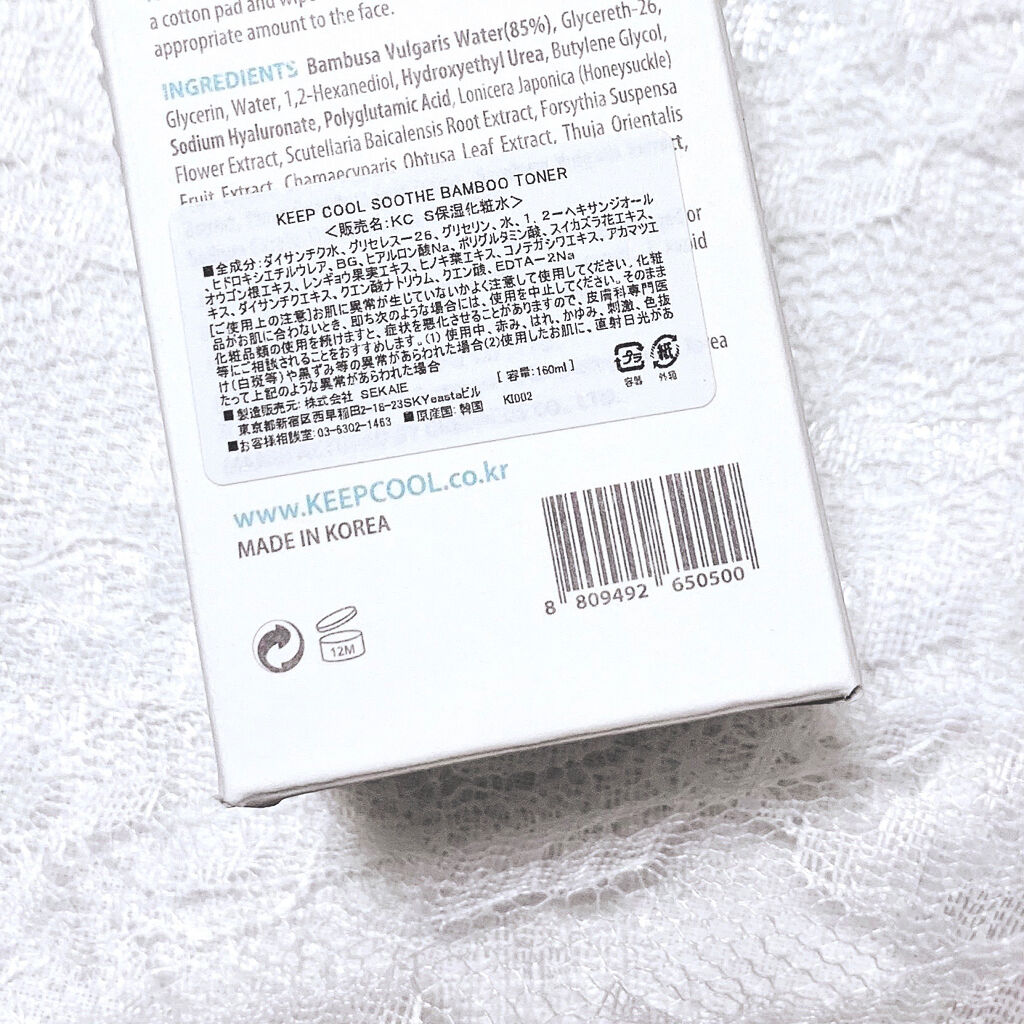 a cotton pad and wipe
appropriate amount to the face.
INGREDIENTS Bambusa Vulgaris Water(85%), Glycereth-26,
Glycerin, Water, 1,2-Hexanediol, Hydroxyethyl Urea, Butylene Glycol,
Sodium Hyaluronate, Polyglutamic Acid, Lonicera Japonica (Honeysuckle)
Flower Extract, Scutellaria Baicalensis Root Extract, Forsythia Suspensa
Fruit Extract, Chamaecyparis Obtusa Leaf Extract, Thuja Orientalis
KEEP COOL SOOTHE BAMBOO TONER
<販売名:KC S保湿化粧水>
■全成分:ダイサンチク水、グリセレス-26、グリセリン、水、1,2-ヘキサンジオール
ヒドロキシエチルウレア、BG、ヒアルロン酸Na、ポリグルタミン酸、スイカズラ花エキス、
オウゴン根エキス、レンギョウ果実エキス、ヒノキ葉エキス、コノテガシワエキス、アカマツエ
キス、ダイサンチクエキス、クエン酸ナトリウム、クエン酸、EDTA-2Na
[ご使用上の注意]お肌に異常が生じていないかよく注意して使用してください。化粧
品がお肌に合わないとき、即ち次のような場合には、使用を中止してください。そのまま
化粧品類の使用を続けますと、症状を悪化させることがありますので、皮膚科専門医
等にご相談されることをおすすめします。(1)使用中、赤み、はれ、かゆみ、刺激、色抜
け(白斑等)や黒ずみ等の異常があらわれた場合(2)使用したお肌に、直射日光があ
たって上記のような異常があらわれた場合
■製造販売元:株式会社 SEKAIE [容量:160ml]
東京都新宿区西早稲田2-18-23SKYeastaビル KI002
■お客様相談室:03-6302-1463 ■原産国:韓国
プラ
容器
紙
外箱
www.KEEPCOOL.co.kr
MADE IN KOREA
12M
8 809492 650500